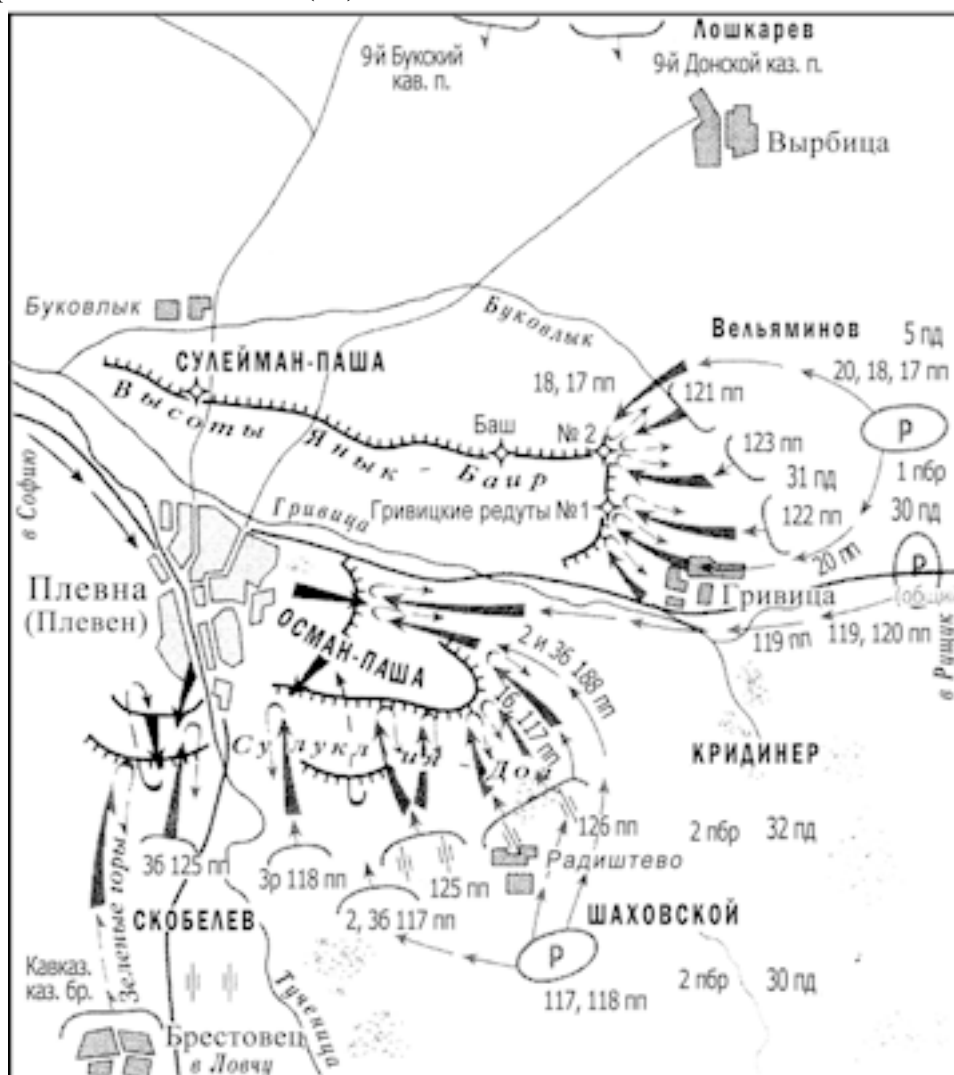 Лошкарев
9-й Букский
кав. п.
9-й Донской каз. п.
Вырбица
Буковлык
Буковлык
Вельяминов
5 пд
СУЛЕЙМАН-ПАША
20, 18, 17 пп
18, 17 пп
121 пп
Высоты Янык-Баир
Баш
№ 2
Р
123 пп
31 пд
1 пбр
в Софию
Гривица
Гривицкие редуты №1
122 пп
30 пд
20 пп
Р
Плевна
(Плевен)
Гривица
(общи
119 пп
119, 120 пп
в Рищик
ОСМАН-ПАША
2 и 3б 188 пп
16, 117 пп
КРИДИНЕР
126 пп
2 пбр
32 пд
Зеленые горы
3б 125 пп
3р 118 пп
125 пп
Радиштево
СКОБЕЛЕВ
2, 3б 117 пп
ШАХОВСКОЙ
Р
Кавказ.
каз. бр.
Тученица
117, 118 пп
2 пбр
30 пд
Брестовец
в Ловчу